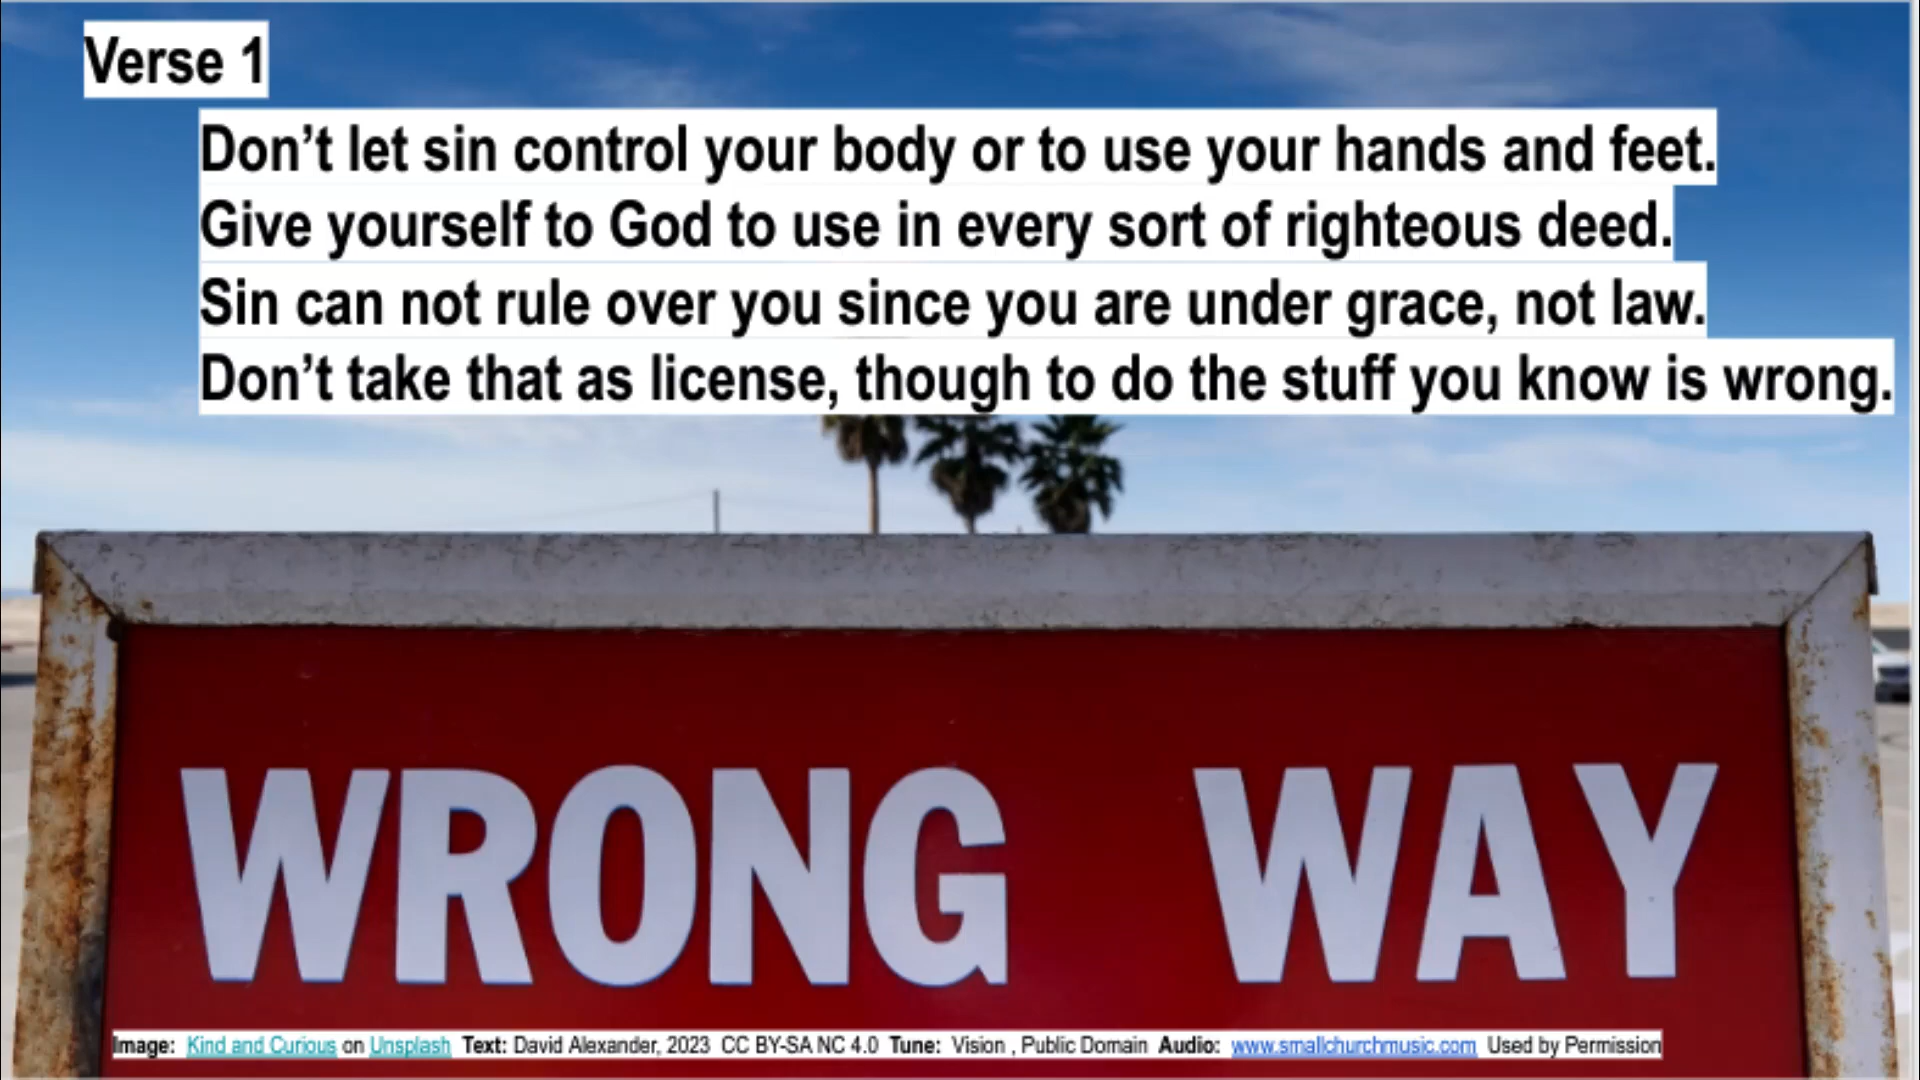 Verse 1
Don’t let sin control your body or to use your hands and feet.
Give yourself to God to use in every sort of righteous deed.
Sin can not rule over you since you are under grace, not law.
Don’t take that as license, though to do the stuff you know is wrong.
WRONG WAY
Image: Kind and Curious on Unsplash Text: David Alexander, 2023 CC BY-SA NC 4.0 Tune: Vision , Public Domain Audio: www.smallchurchmusic.com Used by Permission